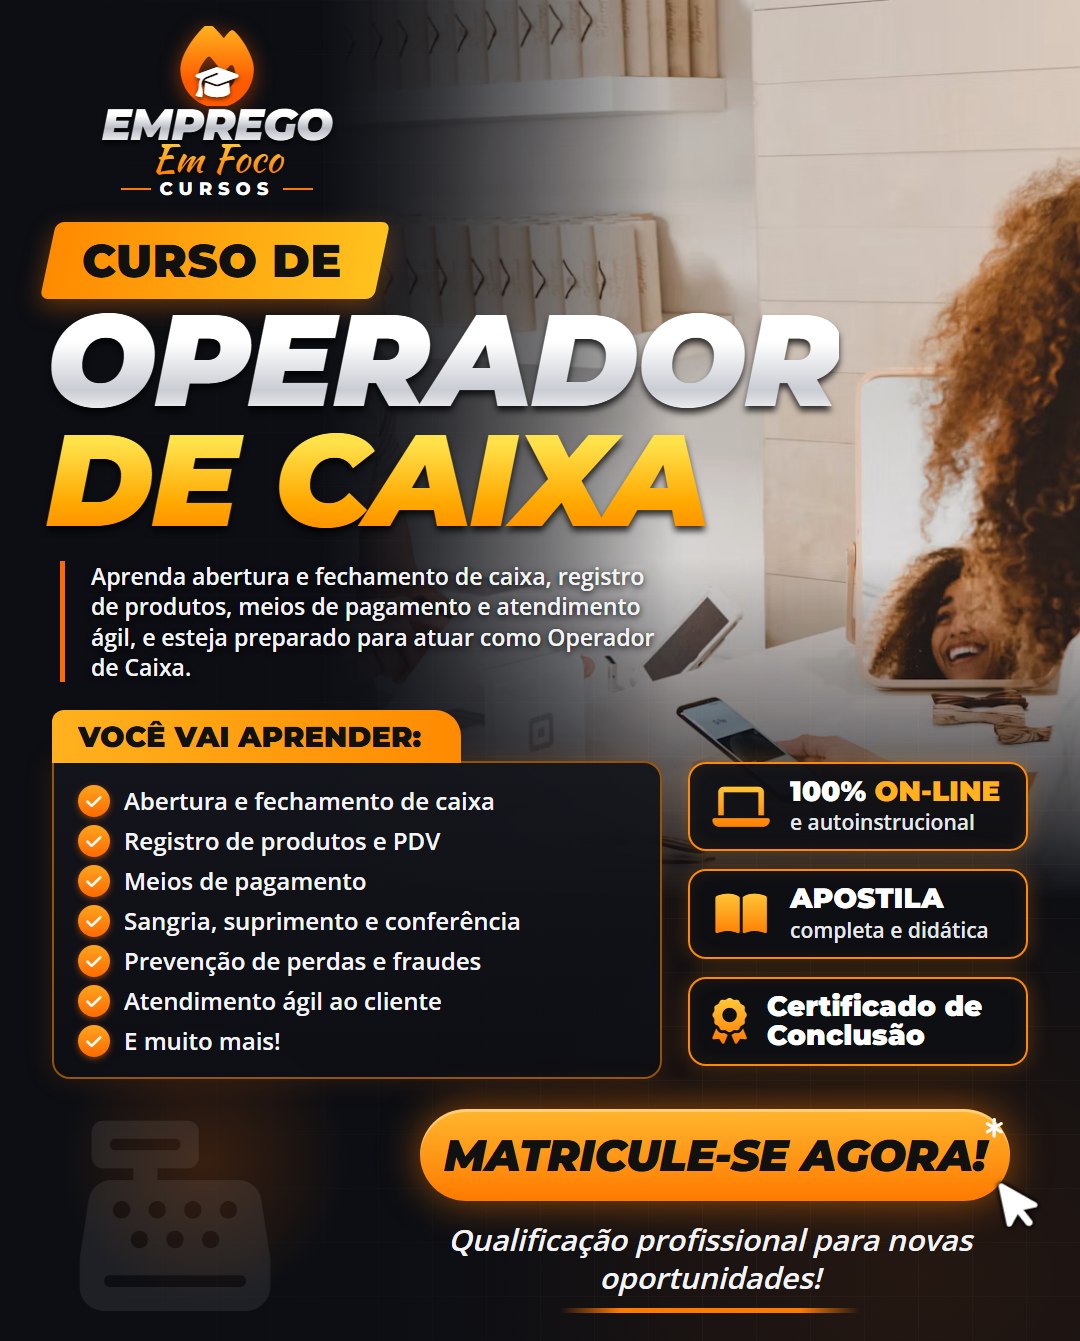 EMPREGO
Em Foco
CURSOS
CURSO DE
OPERADOR
DE CAIXA
Aprenda abertura e fechamento de caixa, registro
de produtos, meios de pagamento e atendimento
ágil, e esteja preparado para atuar como Operador
de Caixa.
VOCÊ VAI APRENDER:
Abertura e fechamento de caixa
Registro de produtos e PDV
Meios de pagamento
Sangria, suprimento e conferência
Prevenção de perdas e fraudes
Atendimento ágil ao cliente
E muito mais!
100% ON-LINE
e autoinstrucional
APOSTILA
completa e didática
Certificado de
Conclusão
MATRICULE-SE AGORA!*
Qualificação profissional para novas
oportunidades!